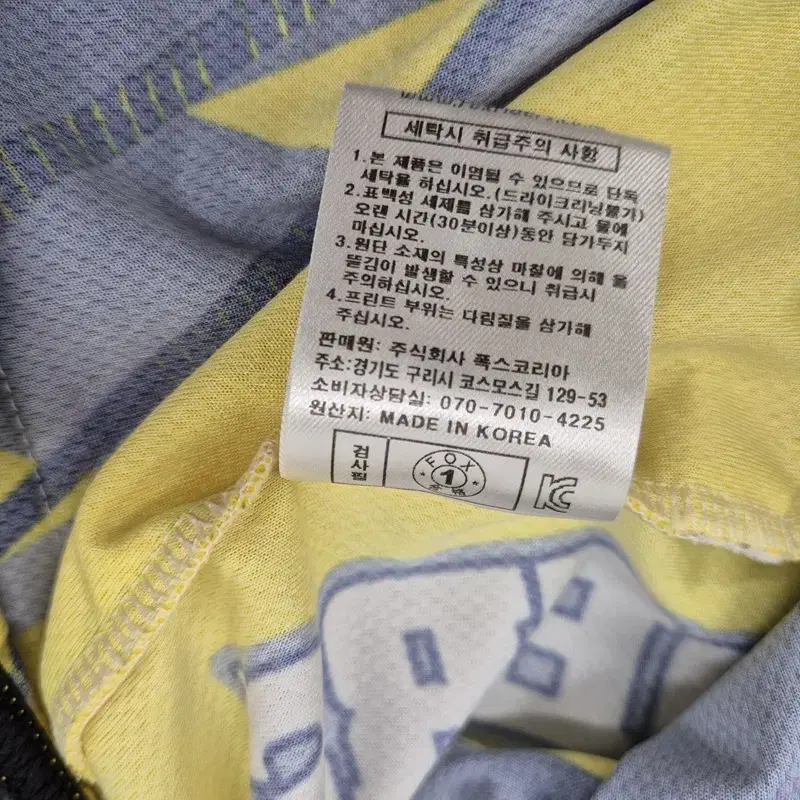 세탁시 취급주의 사항
1.본 제품은 이염될 수 있으므로 단독
세탁을 하십시오.(드라이크리닝불가)
2.표백성 세제를 삼가해 주시고 물에
오랜 시간(30분이상)동안 담가두지
마십시오.
3.원단 소재의 특성상 마찰에 의해 올
뜯김이 발생할 수 있으니 취급시
주의하십시오.
4.프린트 부위는 다림질을 삼가해
주십시오.
판매원: 주식회사 폭스코리아
주소:경기도 구리시 코스모스길 129-53
소비자상담실: 070-7010-4225
원산지: MADE IN KOREA
검사필
FOX
1
KC